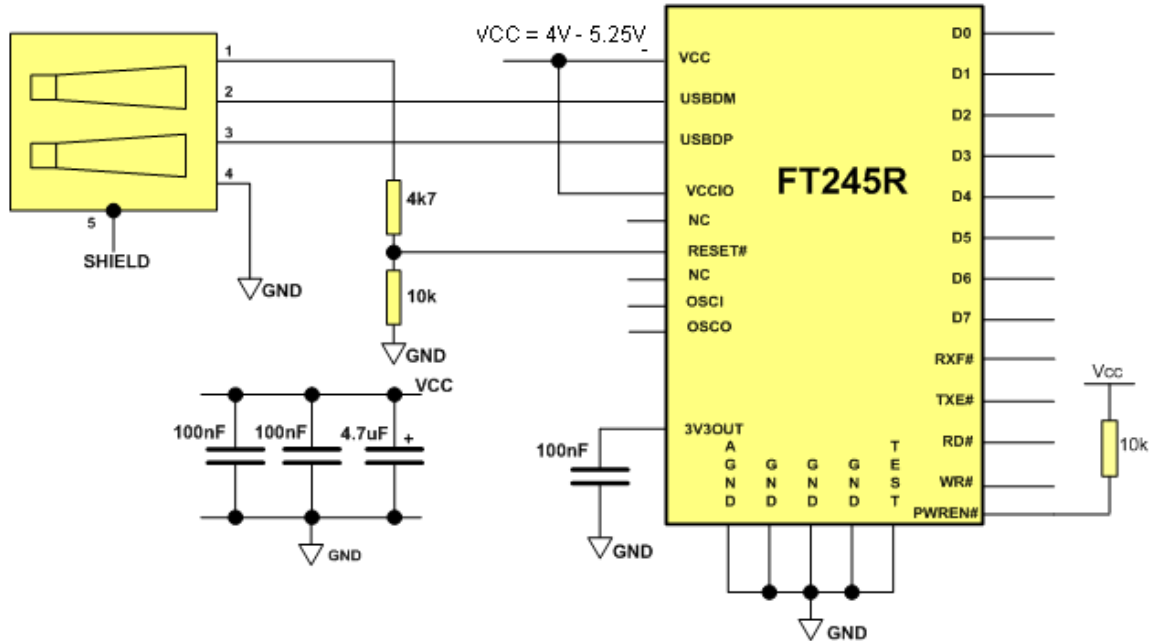 VCC = 4V - 5.25V
1
2
3
4
5
SHIELD
GND
4k7
10k
GND
VCC
100nF
100nF
4.7uF
+
GND
100nF
GND
FT245R
VCC
USBDM
USBDP
VCCIO
NC
RESET#
NC
OSCI
OSCO
3V3OUT
AGND
GND
GND
GND
TEST
GND
D0
D1
D2
D3
D4
D5
D6
D7
RXF#
TXE#
RD#
WR#
PWREN#
Vcc
10k